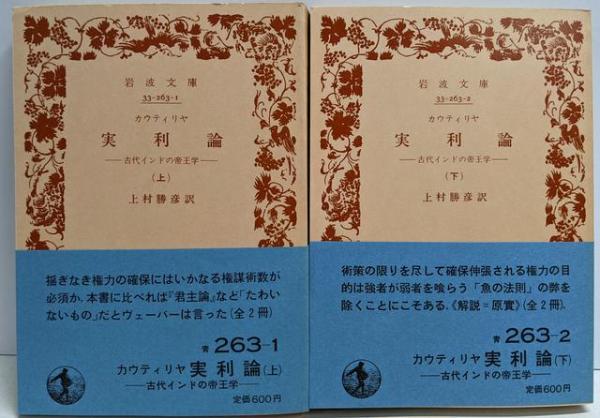 岩波文庫
33-263-1
カウティリヤ
実利論
―古代インドの帝王学―
(上)
上村勝彦訳
揺ぎなき権力の確保にはいかなる権謀術数が
必須か.本書に比べれば『君主論』など「たわい
ないもの」だとヴェーバーは言った(全2冊)
青 263-1
カウティリヤ 実利論(上)
―古代インドの帝王学―
定価600円
岩波文庫
33-263-2
カウティリヤ
実利論
―古代インドの帝王学―
(下)
上村勝彦訳
術策の限りを尽して確保伸張される権力の目
的は強者が弱者を喰らう「魚の法則」の弊を
除くことにこそある.《解説=原實》(全2冊).
青 263-2
カウティリヤ 実利論(下)
―古代インドの帝王学―
定価600円